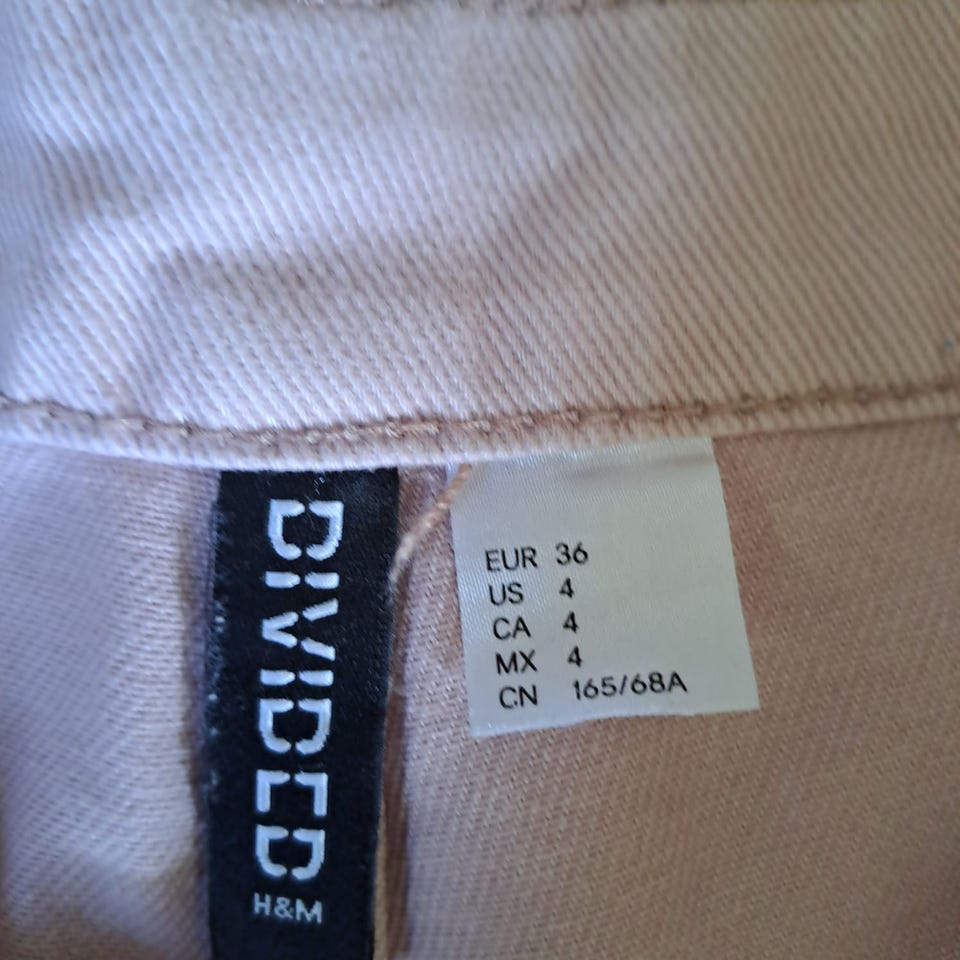 DIVIDED
H&M
EUR 36
US 4
CA 4
MX 4
CN 165/68A